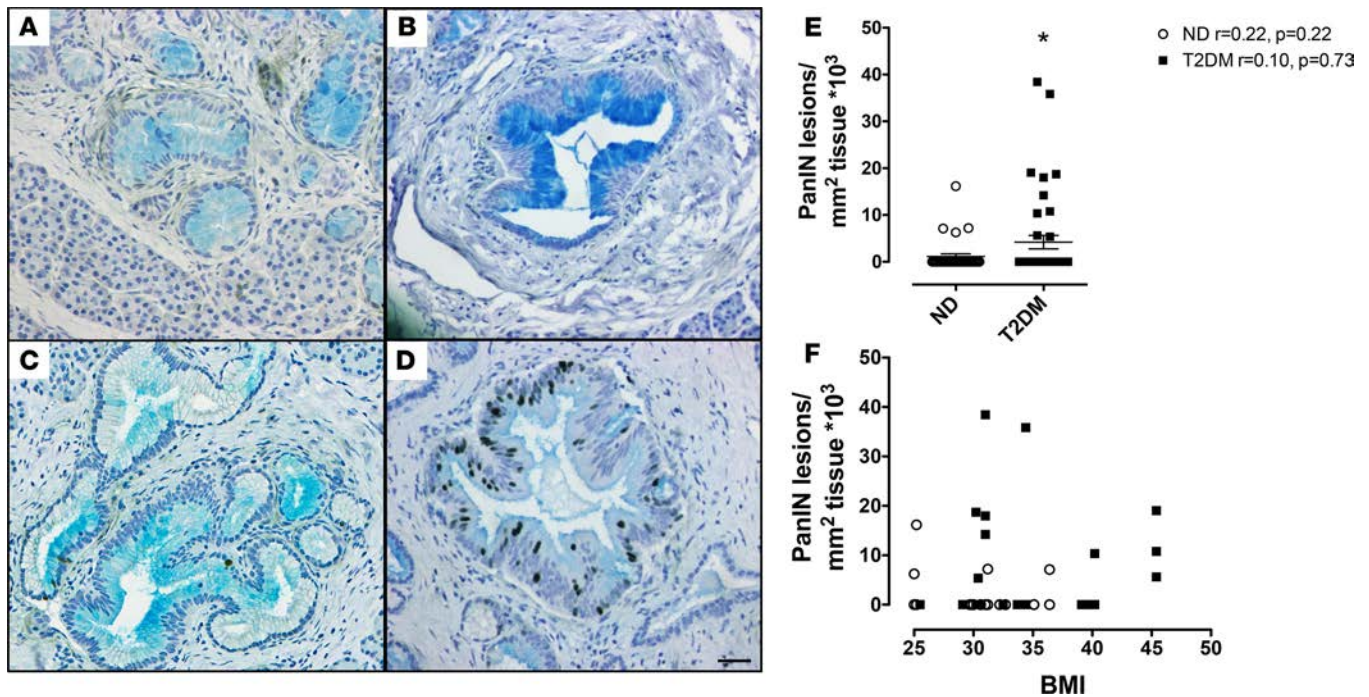 A
B
C
D
E
PanIN lesions/
mm² tissue *10³
50
40
30
20
10
0
*
ND
T2DM
○ ND r=0.22, p=0.22
■ T2DM r=0.10, p=0.73
F
PanIN lesions/
mm² tissue *10³
50
40
30
20
10
0
25 30 35 40 45 50
BMI